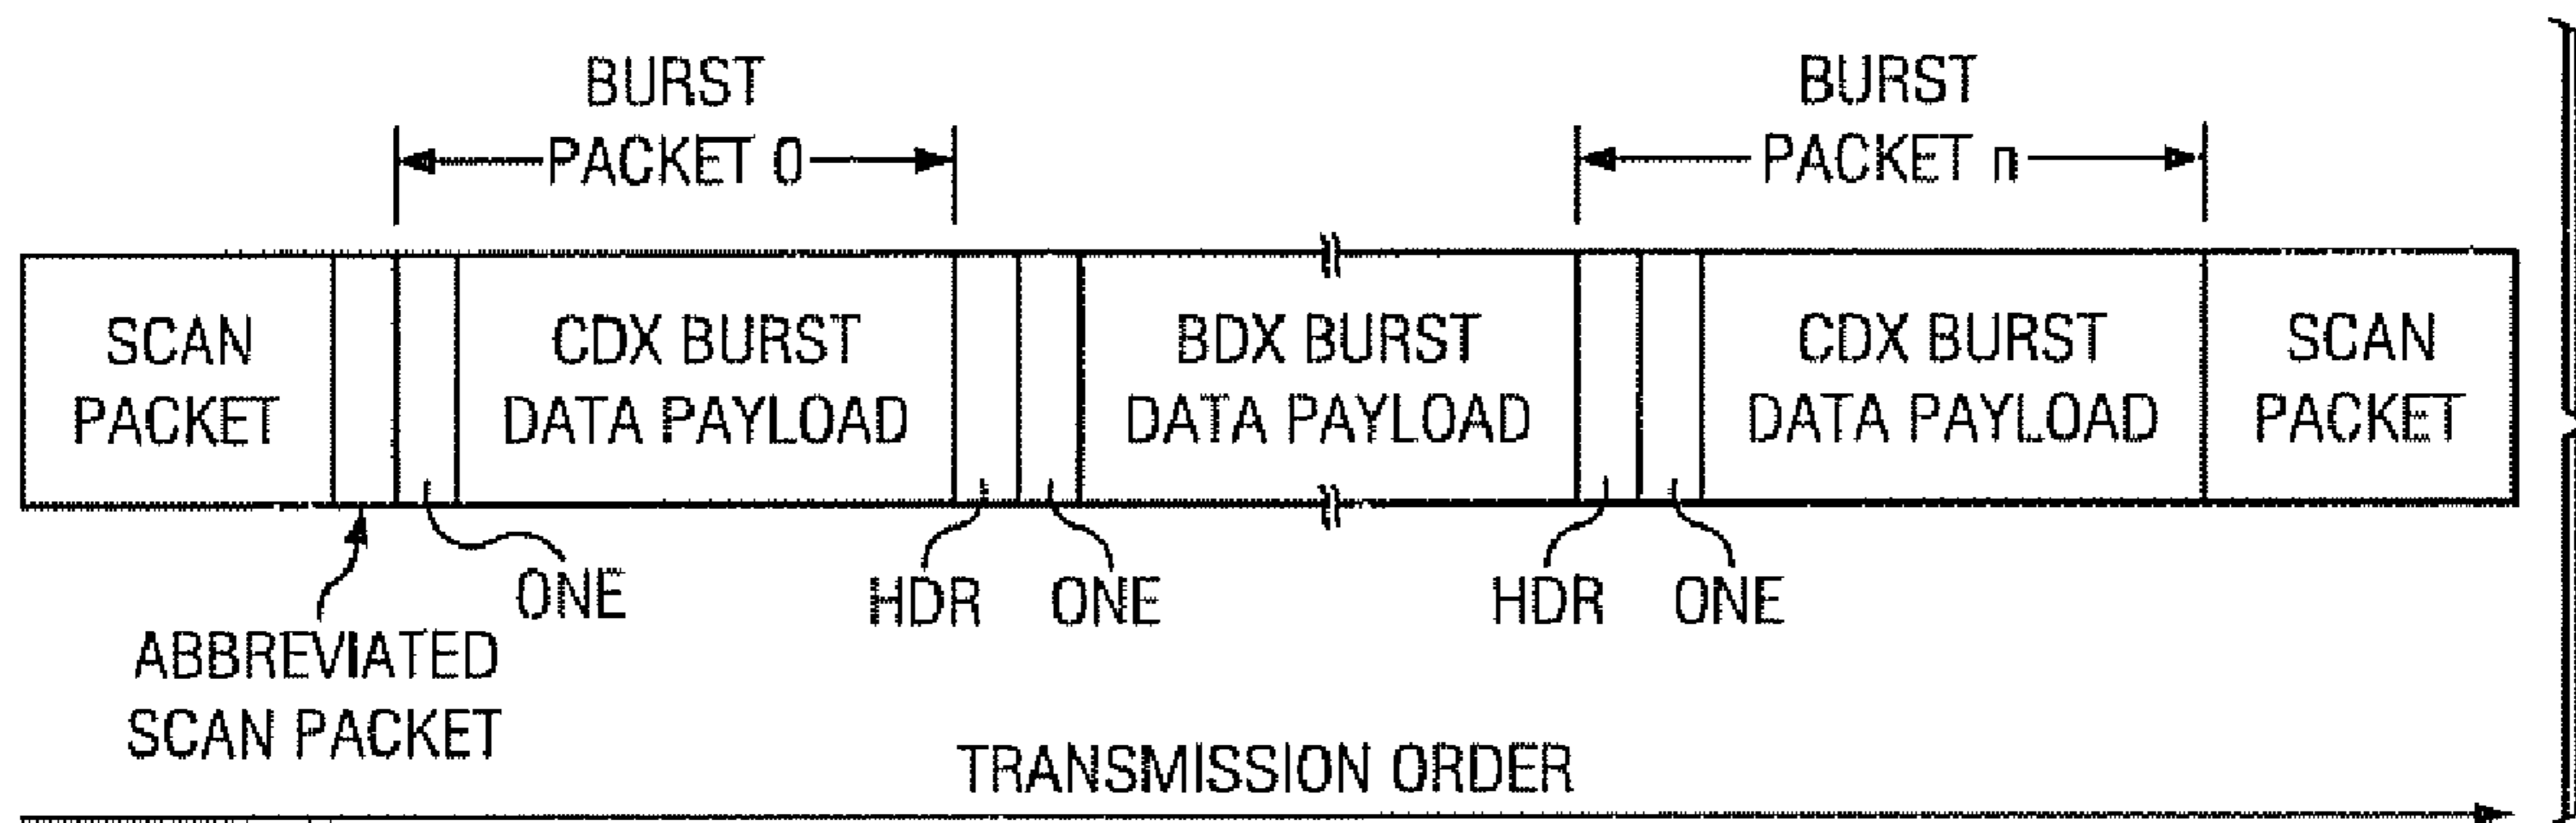 BURST
PACKET 0
BURST
PACKET n
SCAN
PACKET
CDX BURST
DATA PAYLOAD
BDX BURST
DATA PAYLOAD
CDX BURST
DATA PAYLOAD
SCAN
PACKET
ONE
HDR
ONE
HDR
ONE
ABBREVIATED
SCAN PACKET
TRANSMISSION ORDER